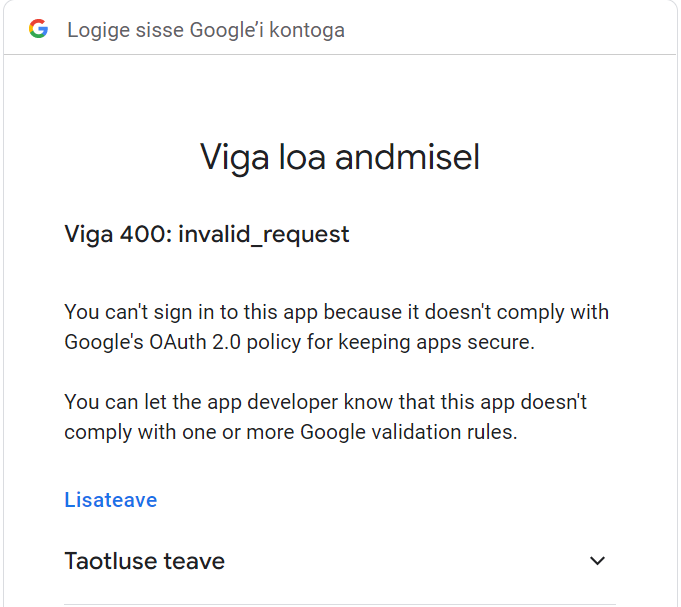 Logige sisse Google’i kontoga
Viga loa andmisel
Viga 400: invalid_request
You can't sign in to this app because it doesn't comply with
Google's OAuth 2.0 policy for keeping apps secure.
You can let the app developer know that this app doesn't
comply with one or more Google validation rules.
Lisateave
Taotluse teave